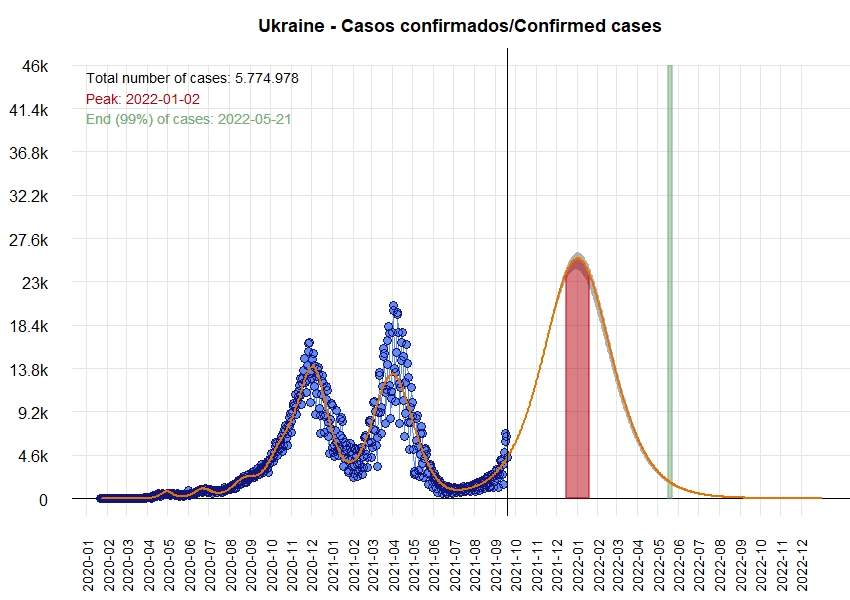 Ukraine - Casos confirmados/Confirmed cases
46k
Total number of cases: 5.774.978
Peak: 2022-01-02
End (99%) of cases: 2022-05-21
41.4k
36.8k
32.2k
27.6k
23k
18.4k
13.8k
9.2k
4.6k
0
2020-01
2020-02
2020-03
2020-04
2020-05
2020-06
2020-07
2020-08
2020-09
2020-10
2020-11
2020-12
2021-01
2021-02
2021-03
2021-04
2021-05
2021-06
2021-07
2021-08
2021-09
2021-10
2021-11
2021-12
2022-01
2022-02
2022-03
2022-04
2022-05
2022-06
2022-07
2022-08
2022-09
2022-10
2022-11
2022-12